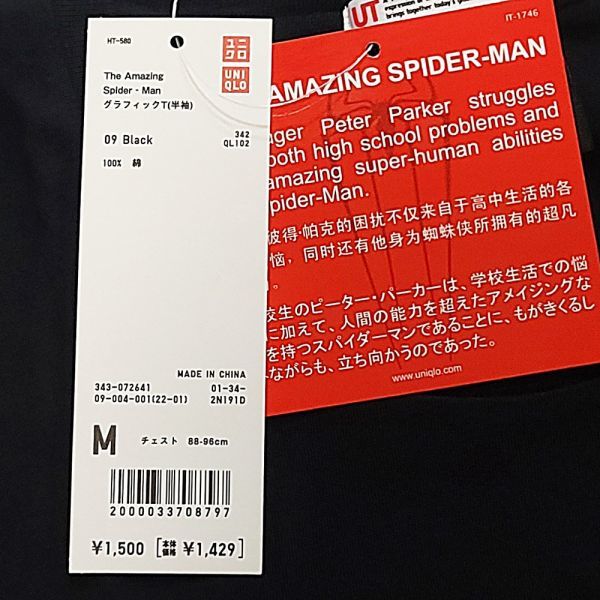 HT-580
ユニ
クロ
UNI
QLO
The Amazing
Spider - Man
グラフィックT(半袖)
09 Black
342
QL102
100% 綿
MADE IN CHINA
343-072641
01-34-
09-004-001(22-01)
2N191D
M チェスト 88-96cm
2000033708797
¥1,500 [本体価格 ¥1,429]
UT
brings together today's
IT-1746
AMAZING SPIDER-MAN
Peter Parker struggles
high school problems and
amazing super-human abilities
pider-Man.
彼得·帕克的困扰不仅来自于高中生活的各
恼，同时还有他身为蜘蛛侠所拥有的超凡
。
校生のピーター・パーカーは、学校生活での悩
に加えて、人間の能力を超えたアメイジングな
を持つスパイダーマンであることに、もがきくるし
ながらも、立ち向かうのであった。
www.uniqlo.com